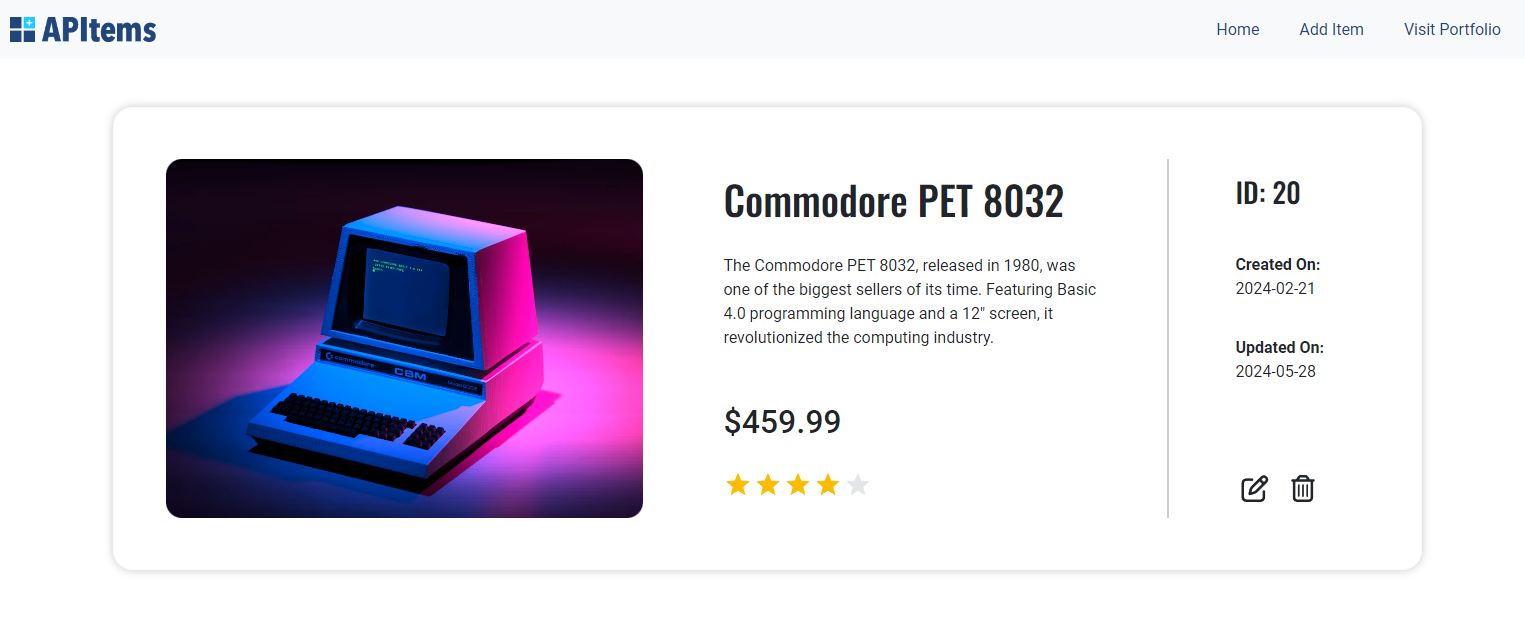 APItems
Home
Add Item
Visit Portfolio
commodore
CBM
Commodore PET 8032
The Commodore PET 8032, released in 1980, was
one of the biggest sellers of its time. Featuring Basic
4.0 programming language and a 12" screen, it
revolutionized the computing industry.
$459.99
ID: 20
Created On:
2024-02-21
Updated On:
2024-05-28